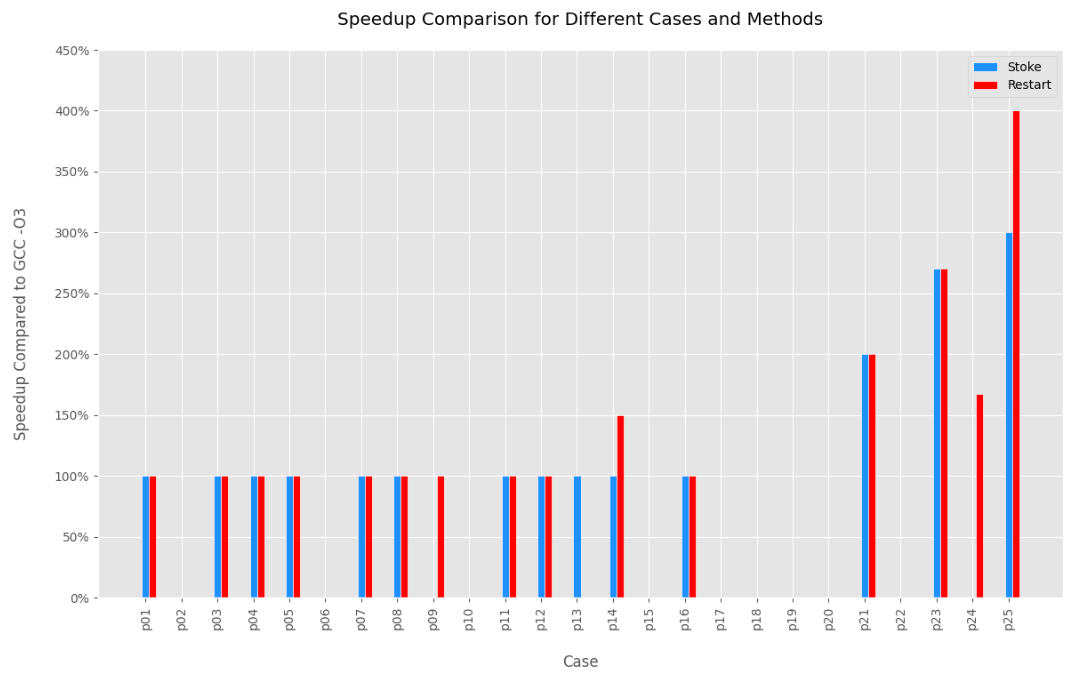 Speedup Comparison for Different Cases and Methods
450%
400%
350%
300%
250%
200%
150%
100%
50%
0%
Speedup Compared to GCC -O3
Stoke
Restart
p01
p02
p03
p04
p05
p06
p07
p08
p09
p10
p11
p12
p13
p14
p15
p16
p17
p18
p19
p20
p21
p22
p23
p24
p25
Case